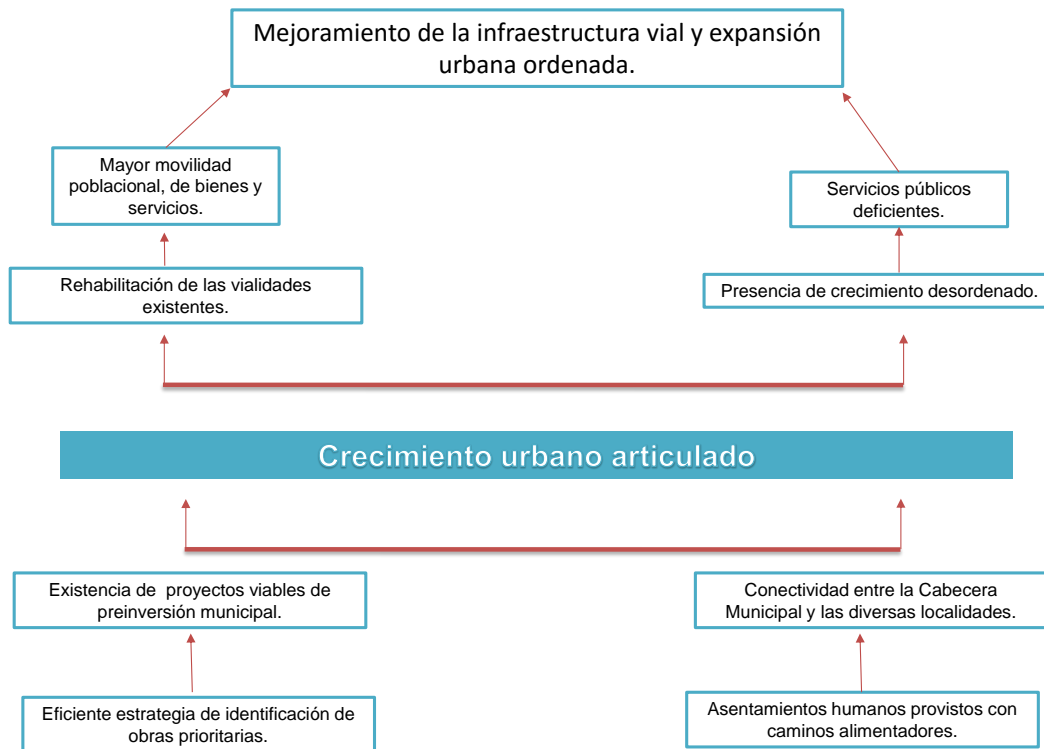 Mejoramiento de la infraestructura vial y expansión
urbana ordenada.
Mayor movilidad
poblacional, de bienes y
servicios.
Servicios públicos
deficientes.
Rehabilitación de las vialidades
existentes.
Presencia de crecimiento desordenado.
Crecimiento urbano articulado
Existencia de proyectos viables de
preinversión municipal.
Conectividad entre la Cabecera
Municipal y las diversas localidades.
Eficiente estrategia de identificación de
obras prioritarias.
Asentamientos humanos provistos con
caminos alimentadores.